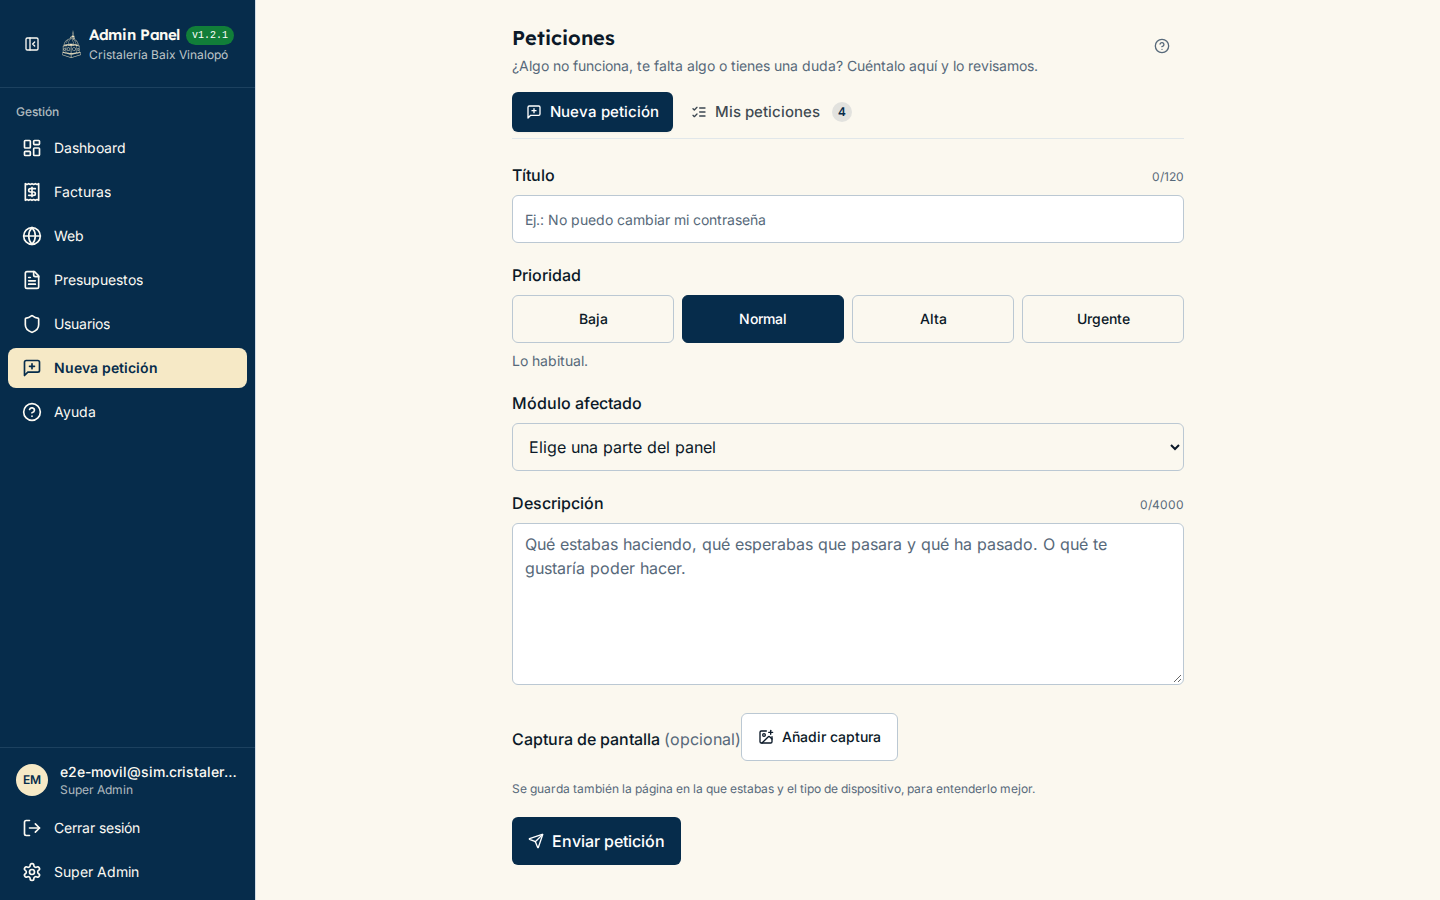 Admin Panel v1.2.1
Cristalería Baix Vinalopó
Gestión
Dashboard
Facturas
Web
Presupuestos
Usuarios
Nueva petición
Ayuda
EM
e2e-movil@sim.cristaler...
Super Admin
Cerrar sesión
Super Admin
Peticiones
¿Algo no funciona, te falta algo o tienes una duda? Cuéntalo aquí y lo revisamos.
Nueva petición
Mis peticiones 4
Título 0/120
Ej.: No puedo cambiar mi contraseña
Prioridad
Baja
Normal
Alta
Urgente
Lo habitual.
Módulo afectado
Elige una parte del panel
Descripción 0/4000
Qué estabas haciendo, qué esperabas que pasara y qué ha pasado. O qué te
gustaría poder hacer.
Captura de pantalla (opcional) Añadir captura
Se guarda también la página en la que estabas y el tipo de dispositivo, para entenderlo mejor.
Enviar petición